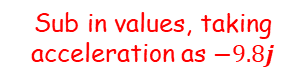 Sub in values, taking
acceleration as −9.8j